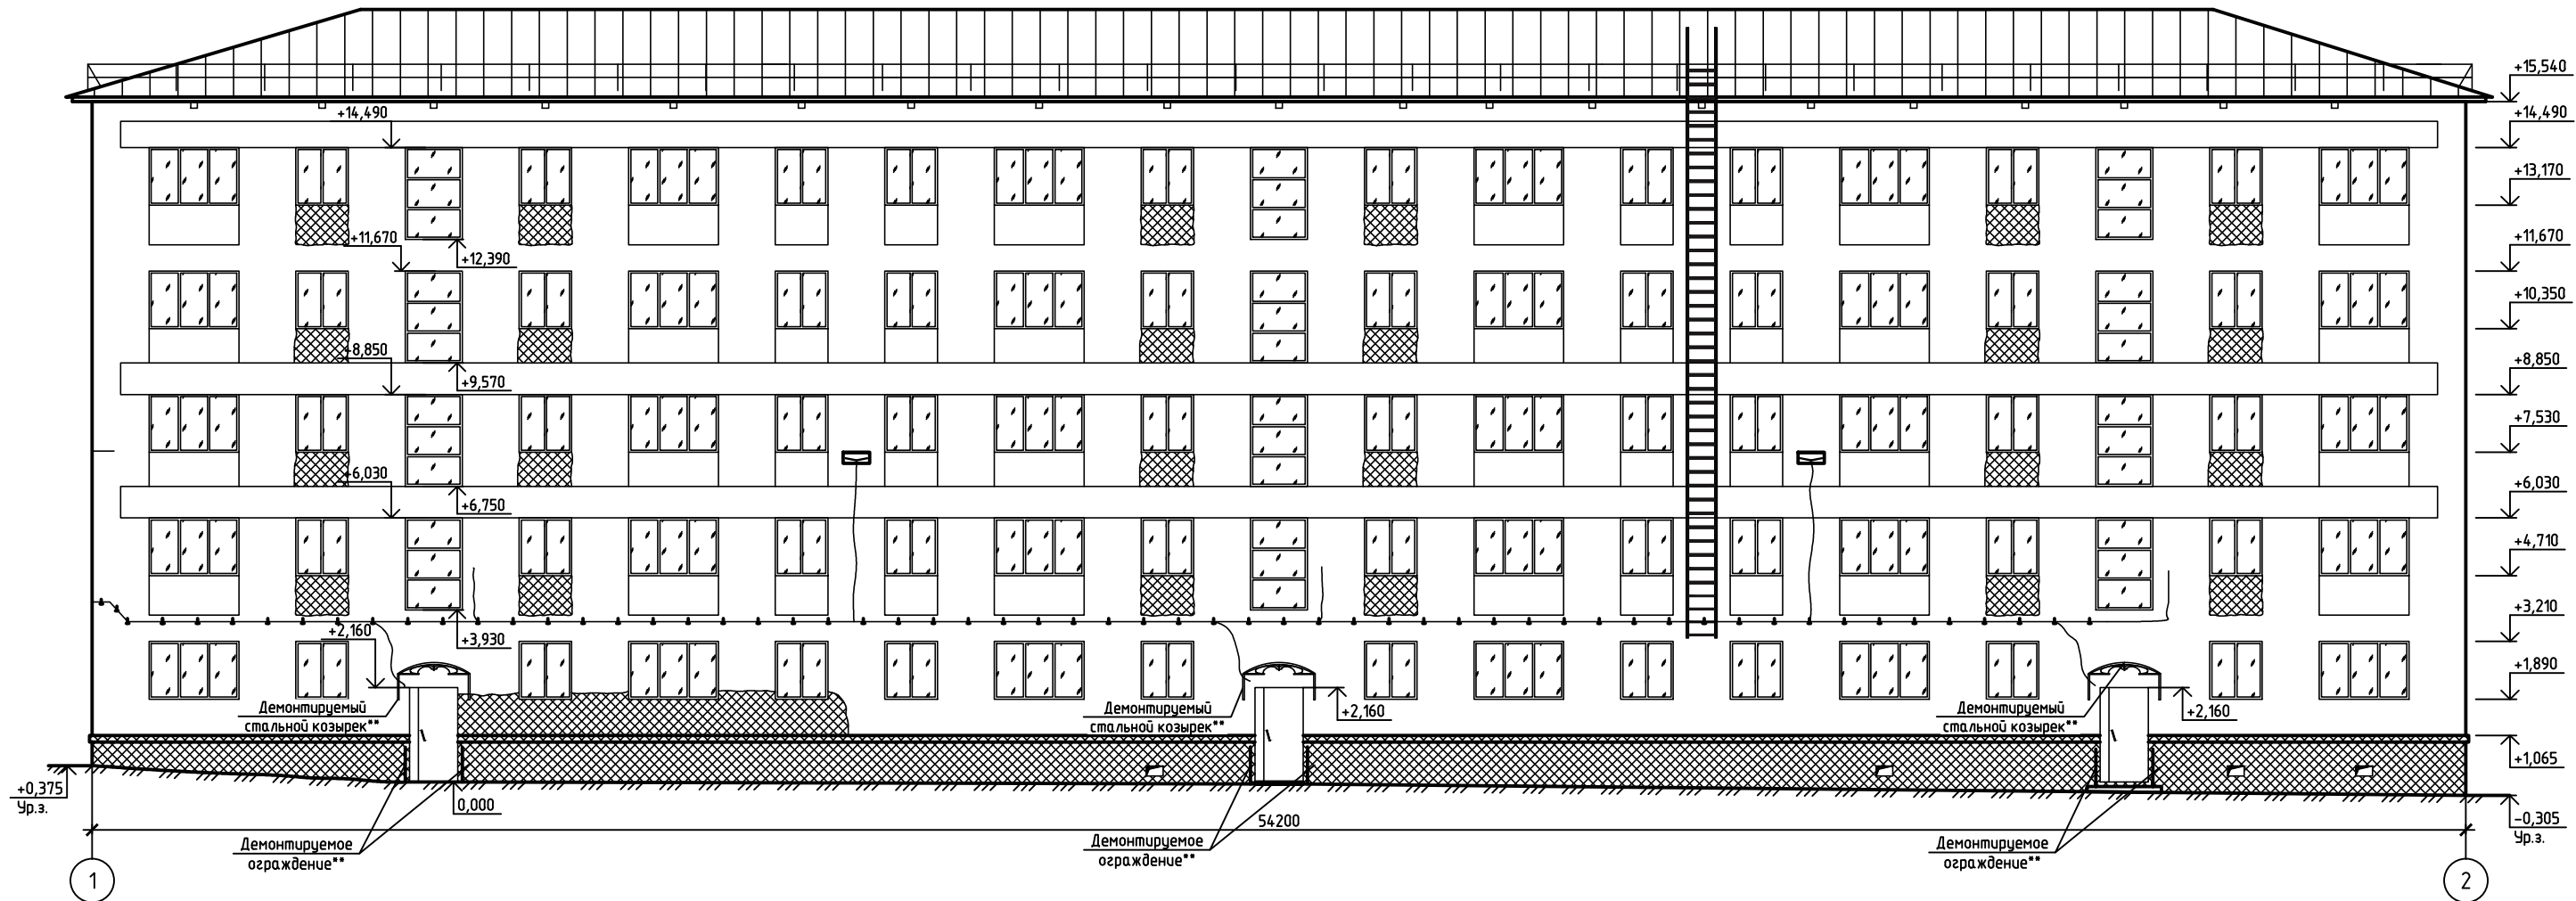 +15,540
+14,490
+14,490
+13,170
+11,670
+11,670
+12,390
+10,350
+8,850
+8,850
+9,570
+7,530
+6,030
+6,030
+6,750
+4,710
+3,210
+2,160
+3,930
+1,890
Демонтируемый
стальной козырек**
Демонтируемый
стальной козырек**
+2,160
Демонтируемый
стальной козырек**
+2,160
+1,065
+0,375
Ур.з.
0,000
54200
-0,305
Ур.з.
Демонтируемое
ограждение**
Демонтируемое
ограждение**
Демонтируемое
ограждение**
1
2